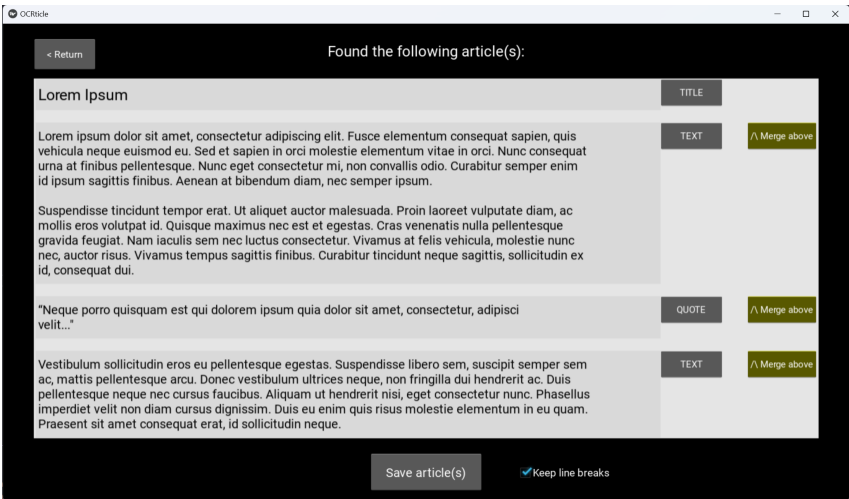 OCRticle
< Return
Found the following article(s):
Lorem Ipsum
TITLE
Lorem ipsum dolor sit amet, consectetur adipiscing elit. Fusce elementum consequat sapien, quis
vehicula neque euismod eu. Sed et sapien in orci molestie elementum vitae in orci. Nunc consequat
urna at finibus pellentesque. Nunc eget consectetur mi, non convallis odio. Curabitur semper enim
id ipsum sagittis finibus. Aenean at bibendum diam, nec semper ipsum.
Suspendisse tincidunt tempor erat. Ut aliquet auctor malesuada. Proin laoreet vulputate diam, ac
mollis eros volutpat id. Quisque maximus nec est et egestas. Cras venenatis nulla pellentesque
gravida feugiat. Nam iaculis sem nec luctus consectetur. Vivamus at felis vehicula, molestie nunc
nec, auctor risus. Vivamus tempus sagittis finibus. Curabitur tincidunt neque sagittis, sollicitudin ex
id, consequat dui.
TEXT
/\ Merge above
“Neque porro quisquam est qui dolorem ipsum quia dolor sit amet, consectetur, adipisci
velit..."
QUOTE
/\ Merge above
Vestibulum sollicitudin eros eu pellentesque egestas. Suspendisse libero sem, suscipit semper sem
ac, mattis pellentesque arcu. Donec vestibulum ultrices neque, non fringilla dui hendrerit ac. Duis
pellentesque neque nec cursus faucibus. Aliquam ut hendrerit nisi, eget consectetur nunc. Phasellus
imperdiet velit non diam cursus dignissim. Duis eu enim quis risus molestie elementum in eu quam.
Praesent sit amet consequat erat, id sollicitudin neque.
TEXT
/\ Merge above
Save article(s)
Keep line breaks